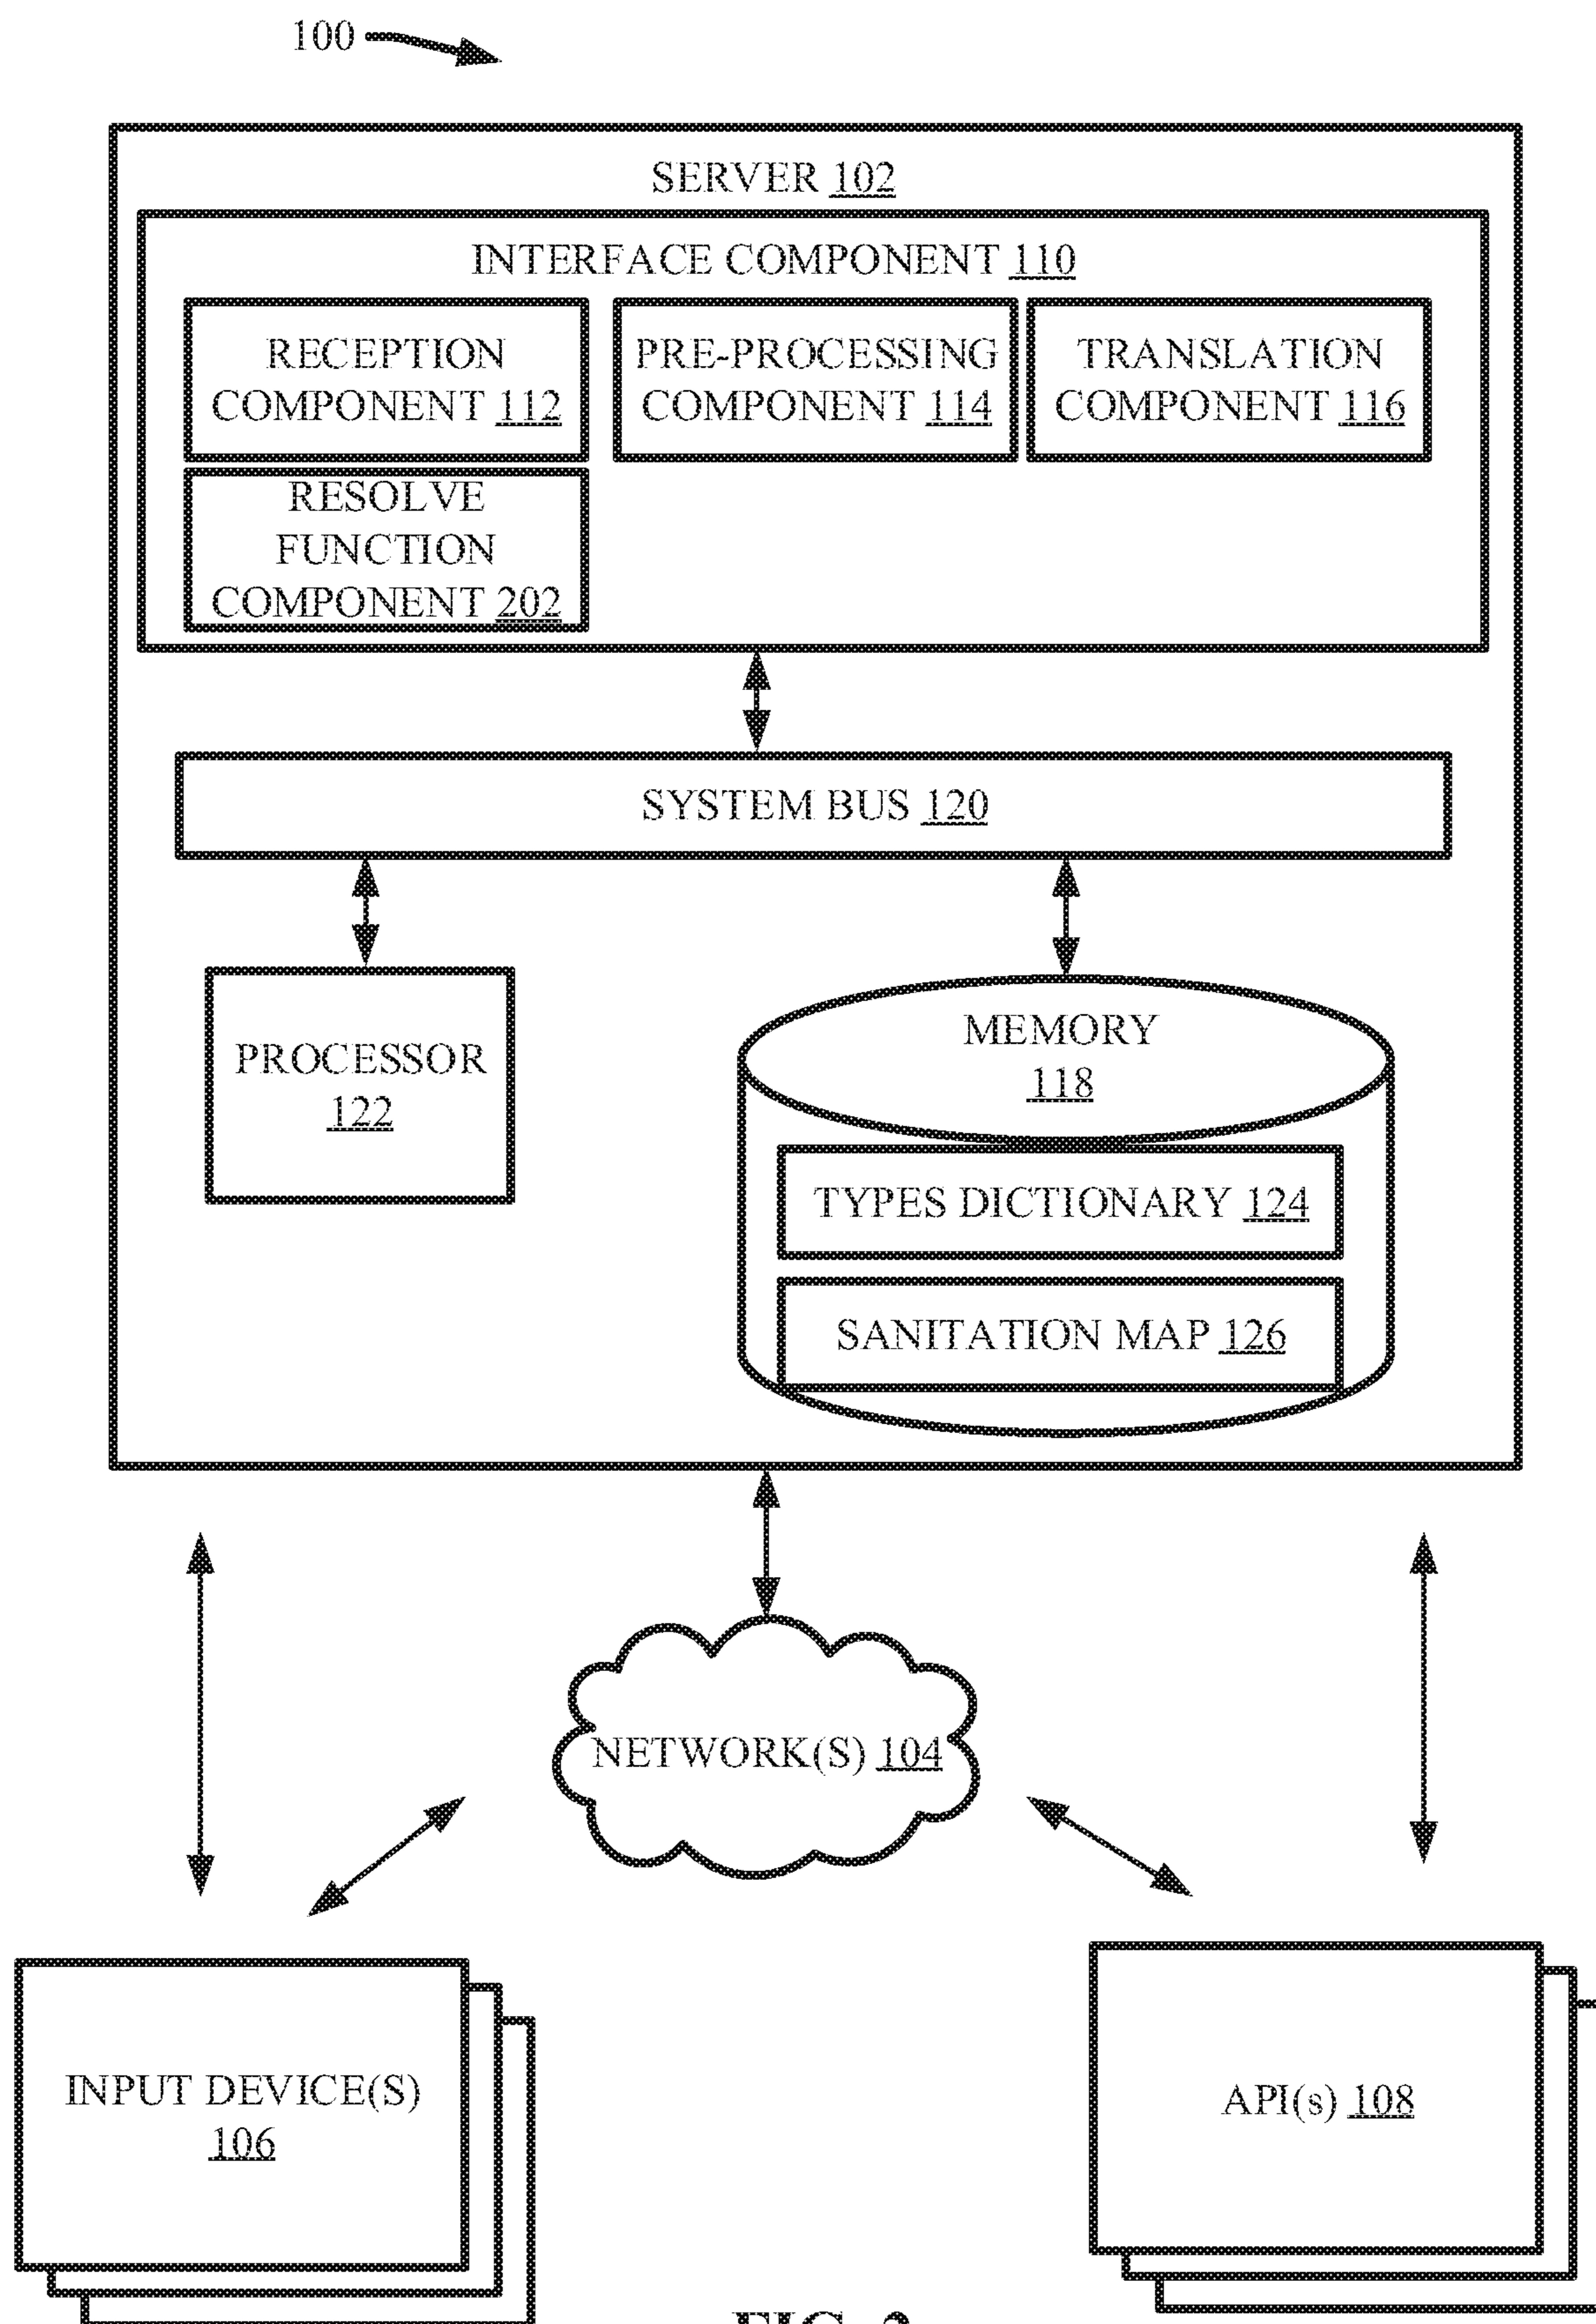 100
SERVER 102
INTERFACE COMPONENT 110
RECEPTION
COMPONENT 112
PRE-PROCESSING
COMPONENT 114
TRANSLATION
COMPONENT 116
RESOLVE
FUNCTION
COMPONENT 202
SYSTEM BUS 120
PROCESSOR
122
MEMORY
118
TYPES DICTIONARY 124
SANITATION MAP 126
NETWORK(S) 104
INPUT DEVICE(S)
106
API(s) 108